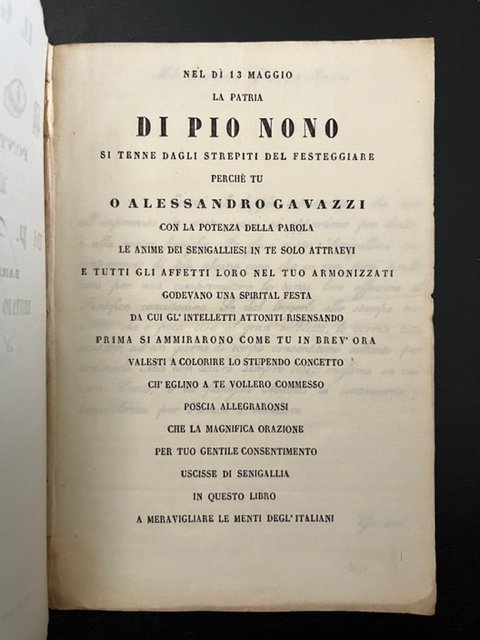 NEL DÌ 13 MAGGIO
LA PATRIA
DI PIO NONO
SI TENNE DAGLI STREPITI DEL FESTEGGIARE
PERCHÈ TU
O ALESSANDRO GAVAZZI
CON LA POTENZA DELLA PAROLA
LE ANIME DEI SENIGALLIESI IN TE SOLO ATTRAEVI
E TUTTI GLI AFFETTI LORO NEL TUO ARMONIZZATI
GODEVANO UNA SPIRITAL FESTA
DA CUI GL' INTELLETTI ATTONITI RISENSANDO
PRIMA SI AMMIRARONO COME TU IN BREV' ORA
VALESTI A COLORIRE LO STUPENDO CONCETTO
CH' EGLINO A TE VOLLERO COMMESSO
POSCIA ALLEGRARONSI
CHE LA MAGNIFICA ORAZIONE
PER TUO GENTILE CONSENTIMENTO
USCISSE DI SENIGALLIA
IN QUESTO LIBRO
A MERAVIGLIARE LE MENTI DEGL' ITALIANI